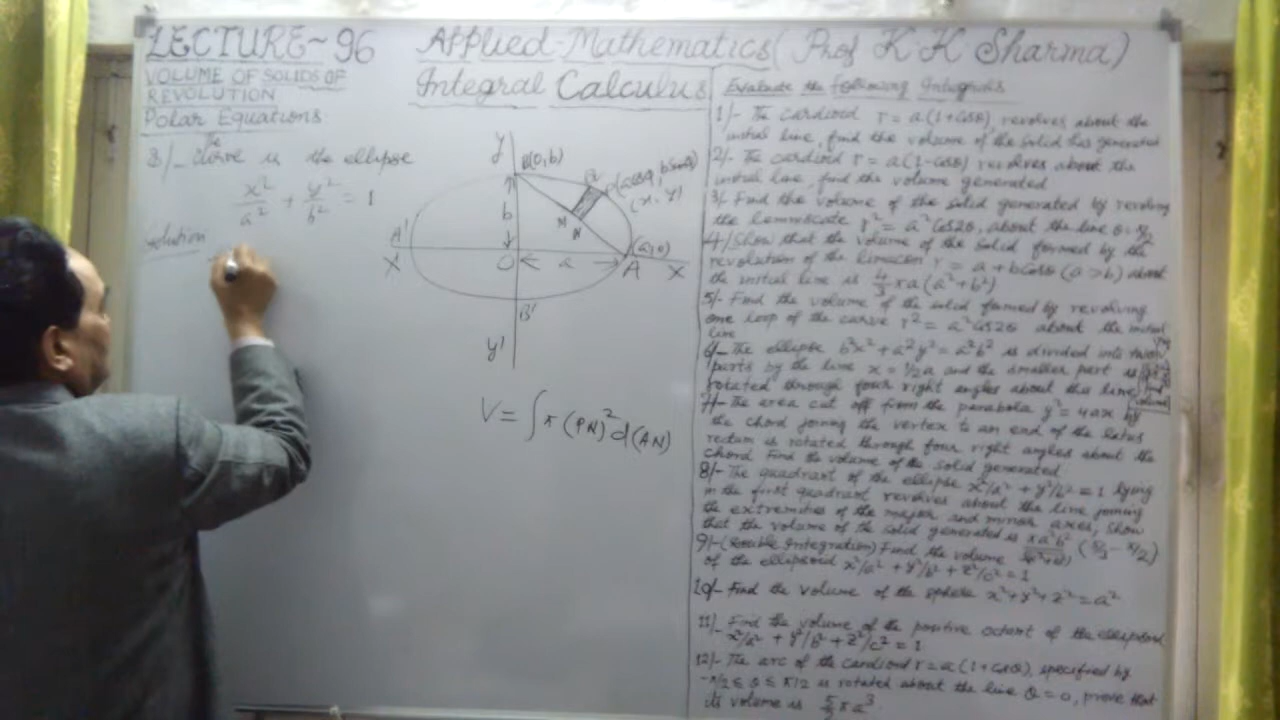 LECTURE~96
Applied-Mathematics (Prof K K Sharma)
Integral Calculus
VOLUME OF SOLIDS OF
REVOLUTION
Polar Equations
8/- The curve is the ellipse
x²/a² + y²/b² = 1
Solution
y
B(0,b)
Q
P(acosφ, bsinφ)
(x, y)
b
M
N
A'
X'
O
a
(a,0)
A
X
B'
y'
V = ∫π(PN)²d(AN)
Evaluate the following Integrals
1/- The cardioid r = a(1+cosθ) revolves about the
initial line, find the volume of the solid thus generated
2/- The cardioid r = a(1-cosθ) revolves about the
initial line, find the volume generated
3/- Find the volume of the solid generated by revolving
the lemniscate r² = a²cos2θ, about the line θ = π/2
4/ Show that the volume of the solid formed by the
revolution of the limacon r = a + bcosθ (a > b) about
the initial line is 4/3 πa(a²+b²)
5/- Find the volume of the solid formed by revolving
one loop of the curve r² = a²cos2θ about the initial
line
6/- The ellipse b²x² + a²y² = a²b² is divided into two
parts by the line x = 1/2a and the smaller part is
rotated through four right angles about this line
7/- The area cut off from the parabola y² = 4ax by
the chord joining the vertex to an end of the latus
rectum is rotated through four right angles about the
chord Find the volume of the solid generated
8/- The quadrant of the ellipse x²/a² + y²/b² = 1 lying
in the first quadrant revolves about the line joining
the extremities of the major and minor axes, show
that the volume of the solid generated is πa²b² (5/3 - π/2)
9/- (Double Integration) Find the volume
of the ellipsoid x²/a² + y²/b² + z²/c² = 1
10/- Find the volume of the sphere x²+y²+z² = a²
11/- Find the volume of the positive octant of the ellipsoid
x²/a² + y²/b² + z²/c² = 1
12/- The arc of the cardioid r = a(1+cosθ), specified by
-π/2 ≤ θ ≤ π/2 is rotated about the line θ = 0, prove that
its volume is 5/2 πa³